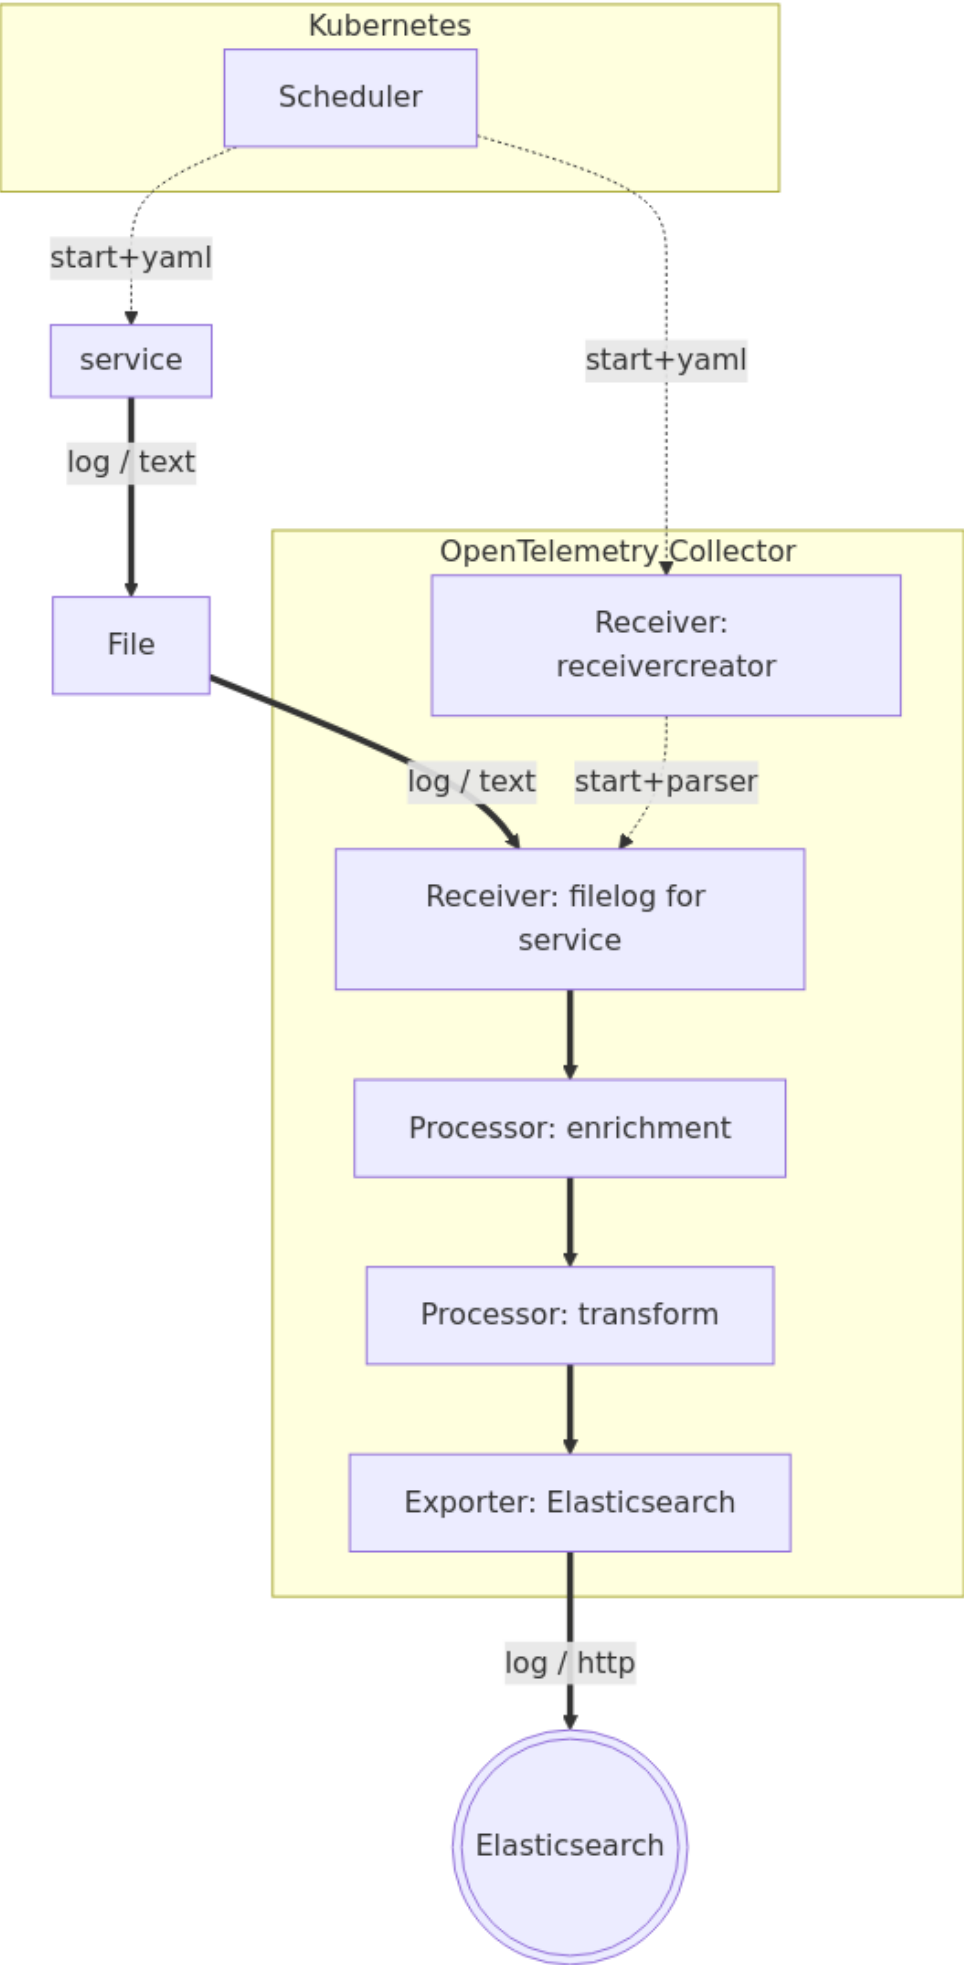 Kubernetes
Scheduler
start+yaml
service
start+yaml
log / text
OpenTelemetry Collector
File
Receiver:
receivercreator
log / text
start+parser
Receiver: filelog for
service
Processor: enrichment
Processor: transform
Exporter: Elasticsearch
log / http
Elasticsearch